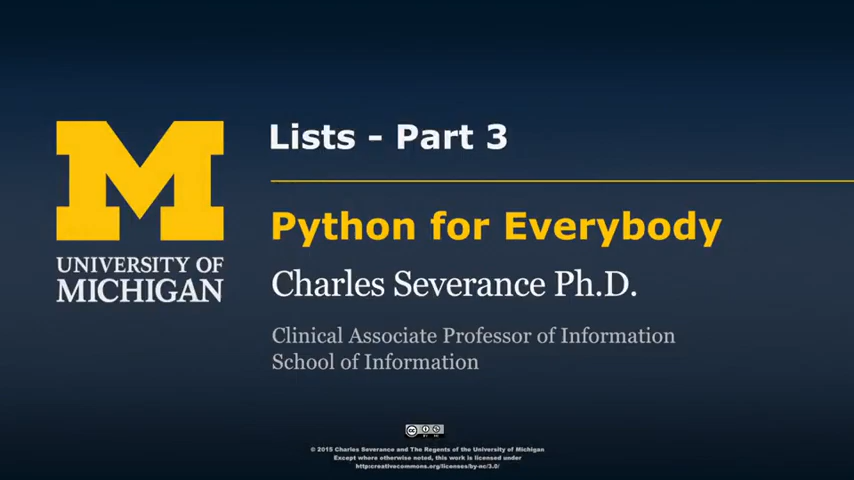 Lists - Part 3
Python for Everybody
UNIVERSITY OF
MICHIGAN
Charles Severance Ph.D.
Clinical Associate Professor of Information
School of Information
© 2015 Charles Severance and The Regents of the University of Michigan
Except where otherwise noted, this work is licensed under
http:creativecommons.org/licenses/by-nc/3.0/